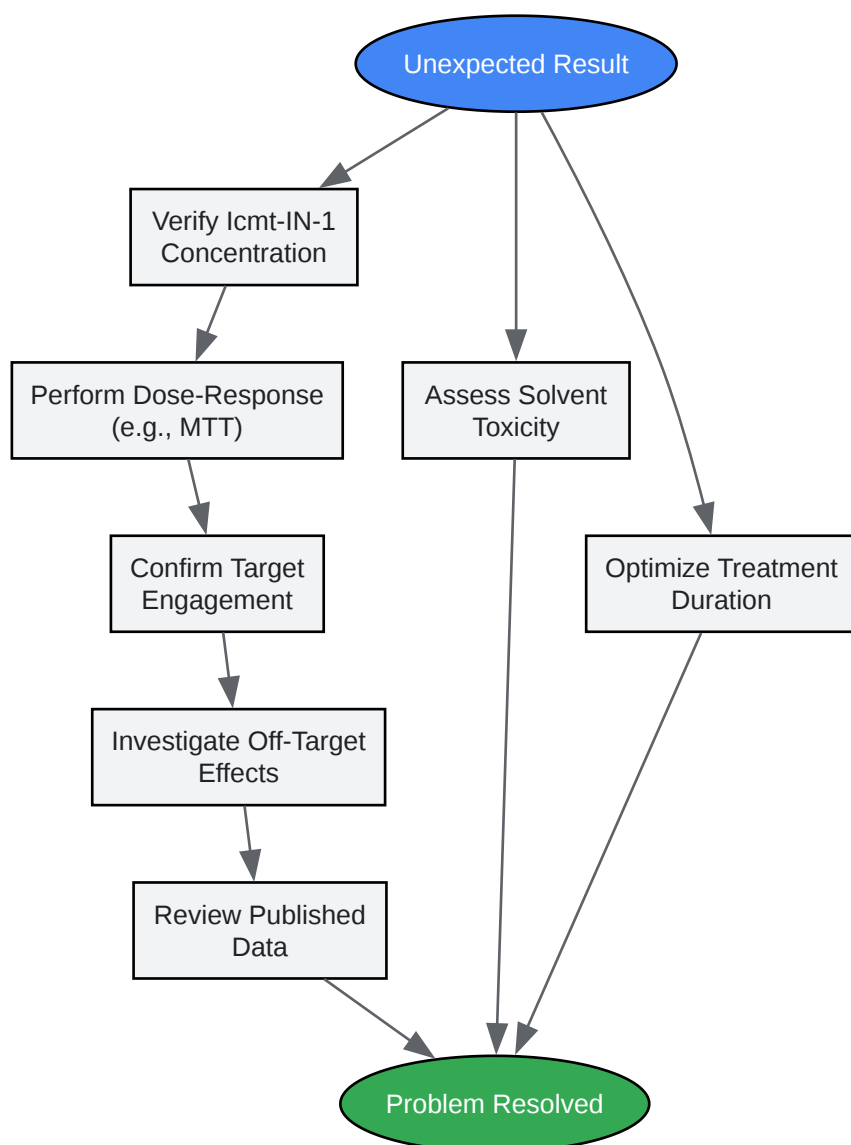 Unexpected Result
Verify Icmt-IN-1
Concentration
Perform Dose-Response
(e.g., MTT)
Assess Solvent
Toxicity
Confirm Target
Engagement
Optimize Treatment
Duration
Investigate Off-Target
Effects
Review Published
Data
Problem Resolved